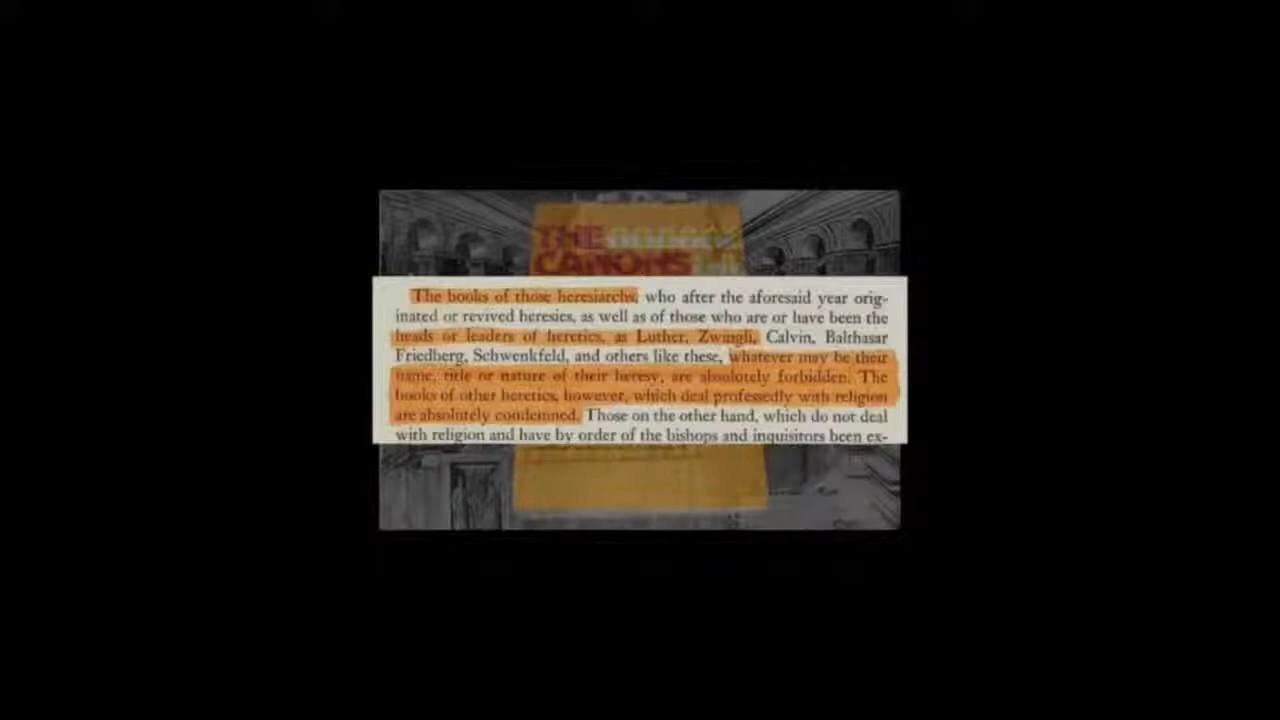 THE
CANONS
The books of those heresiarchs, who after the aforesaid year orig-
inated or revived heresies, as well as of those who are or have been the
heads or leaders of heretics, as Luther, Zwingli, Calvin, Balthasar
Friedberg, Schwenkfeld, and others like these, whatever may be their
name, title or nature of their heresy, are absolutely forbidden. The
books of other heretics, however, which deal professedly with religion
are absolutely condemned. Those on the other hand, which do not deal
with religion and have by order of the bishops and inquisitors been ex-